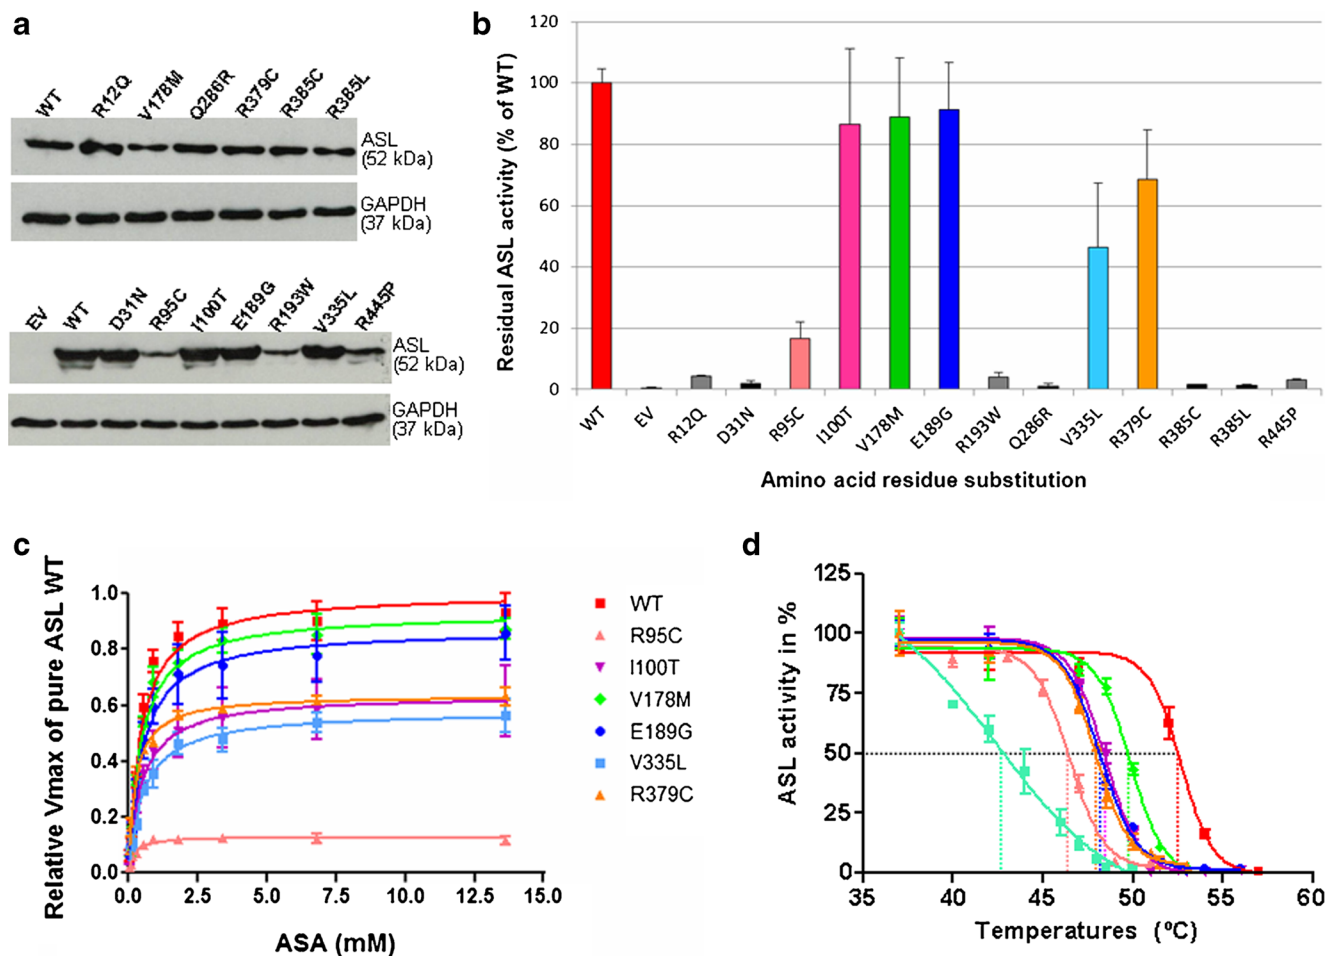 a
WT R12Q V178M Q286R R379C R385C R385L
ASL
(52 kDa)
GAPDH
(37 kDa)
EV WT D31N R95C I100T E189G R193W V335L R445P
ASL
(52 kDa)
GAPDH
(37 kDa)
b
Residual ASL activity (% of WT)
120
100
80
60
40
20
0
WT EV R12Q D31N R95C I100T V178M E189G R193W Q286R V335L R379C R385C R385L R445P
Amino acid residue substitution
c
Relative Vmax of pure ASL WT
1.0
0.8
0.6
0.4
0.2
0.0
0.0 2.5 5.0 7.5 10.0 12.5 15.0
ASA (mM)
WT
R95C
I100T
V178M
E189G
V335L
R379C
d
ASL activity in %
125
100
75
50
25
0
35 40 45 50 55 60
Temperatures (ºC)